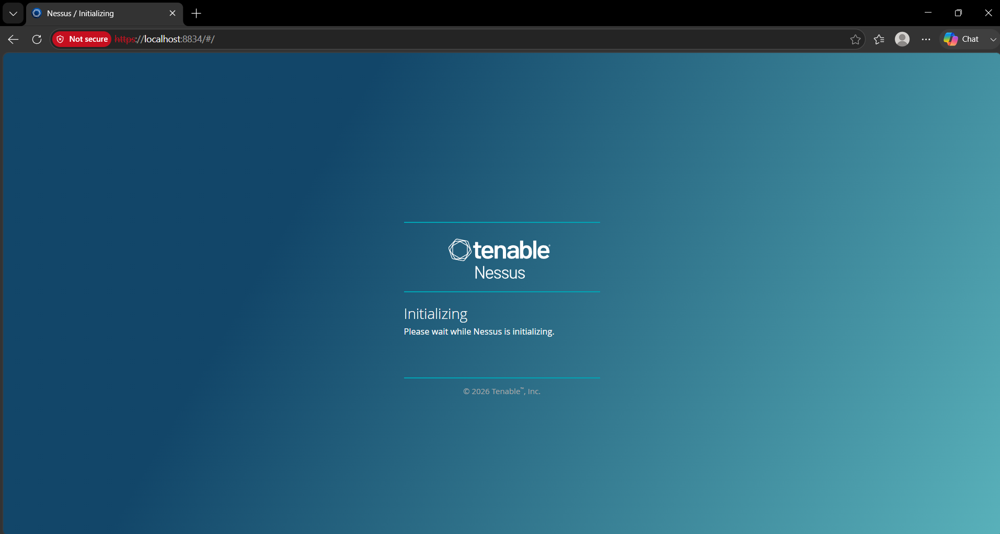 Nessus / Initializing
Not secure https://localhost:8834/#/
Chat
tenable
Nessus
Initializing
Please wait while Nessus is initializing.
© 2026 Tenable™, Inc.